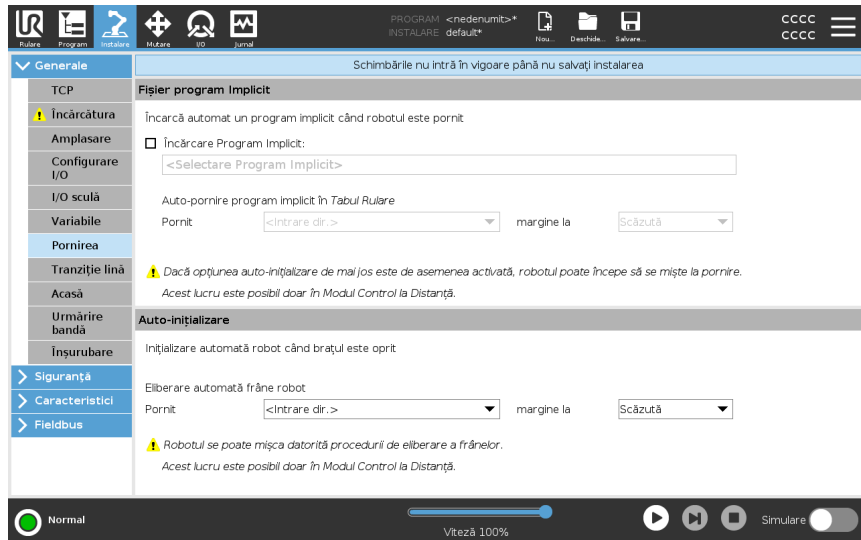 UR
Rulare
Program
Instalare
Mutare
I/O
Jurnal
PROGRAM <nedenumit>*
INSTALARE default*
Nou...
Deschide...
Salvare...
cccc
cccc
Generale
TCP
Încărcătura
Amplasare
Configurare
I/O
I/O sculă
Variabile
Pornirea
Tranziție lină
Acasă
Urmărire
bandă
Înșurubare
Siguranță
Caracteristici
Fieldbus
Schimbările nu intră în vigoare până nu salvați instalarea
Fișier program Implicit
Încarcă automat un program implicit când robotul este pornit
Încărcare Program Implicit:
<Selectare Program Implicit>
Auto-pornire program implicit în Tabul Rulare
Pornit <Intrare dir.> margine la Scăzută
Dacă opțiunea auto-inițializare de mai jos este de asemenea activată, robotul poate începe să se miște la pornire.
Acest lucru este posibil doar în Modul Control la Distanță.
Auto-inițializare
Inițializare automată robot când brațul este oprit
Eliberare automată frâne robot
Pornit <Intrare dir.> margine la Scăzută
Robotul se poate mișca datorită procedurii de eliberare a frânelor.
Acest lucru este posibil doar în Modul Control la Distanță.
Normal
Viteză 100%
Simulare